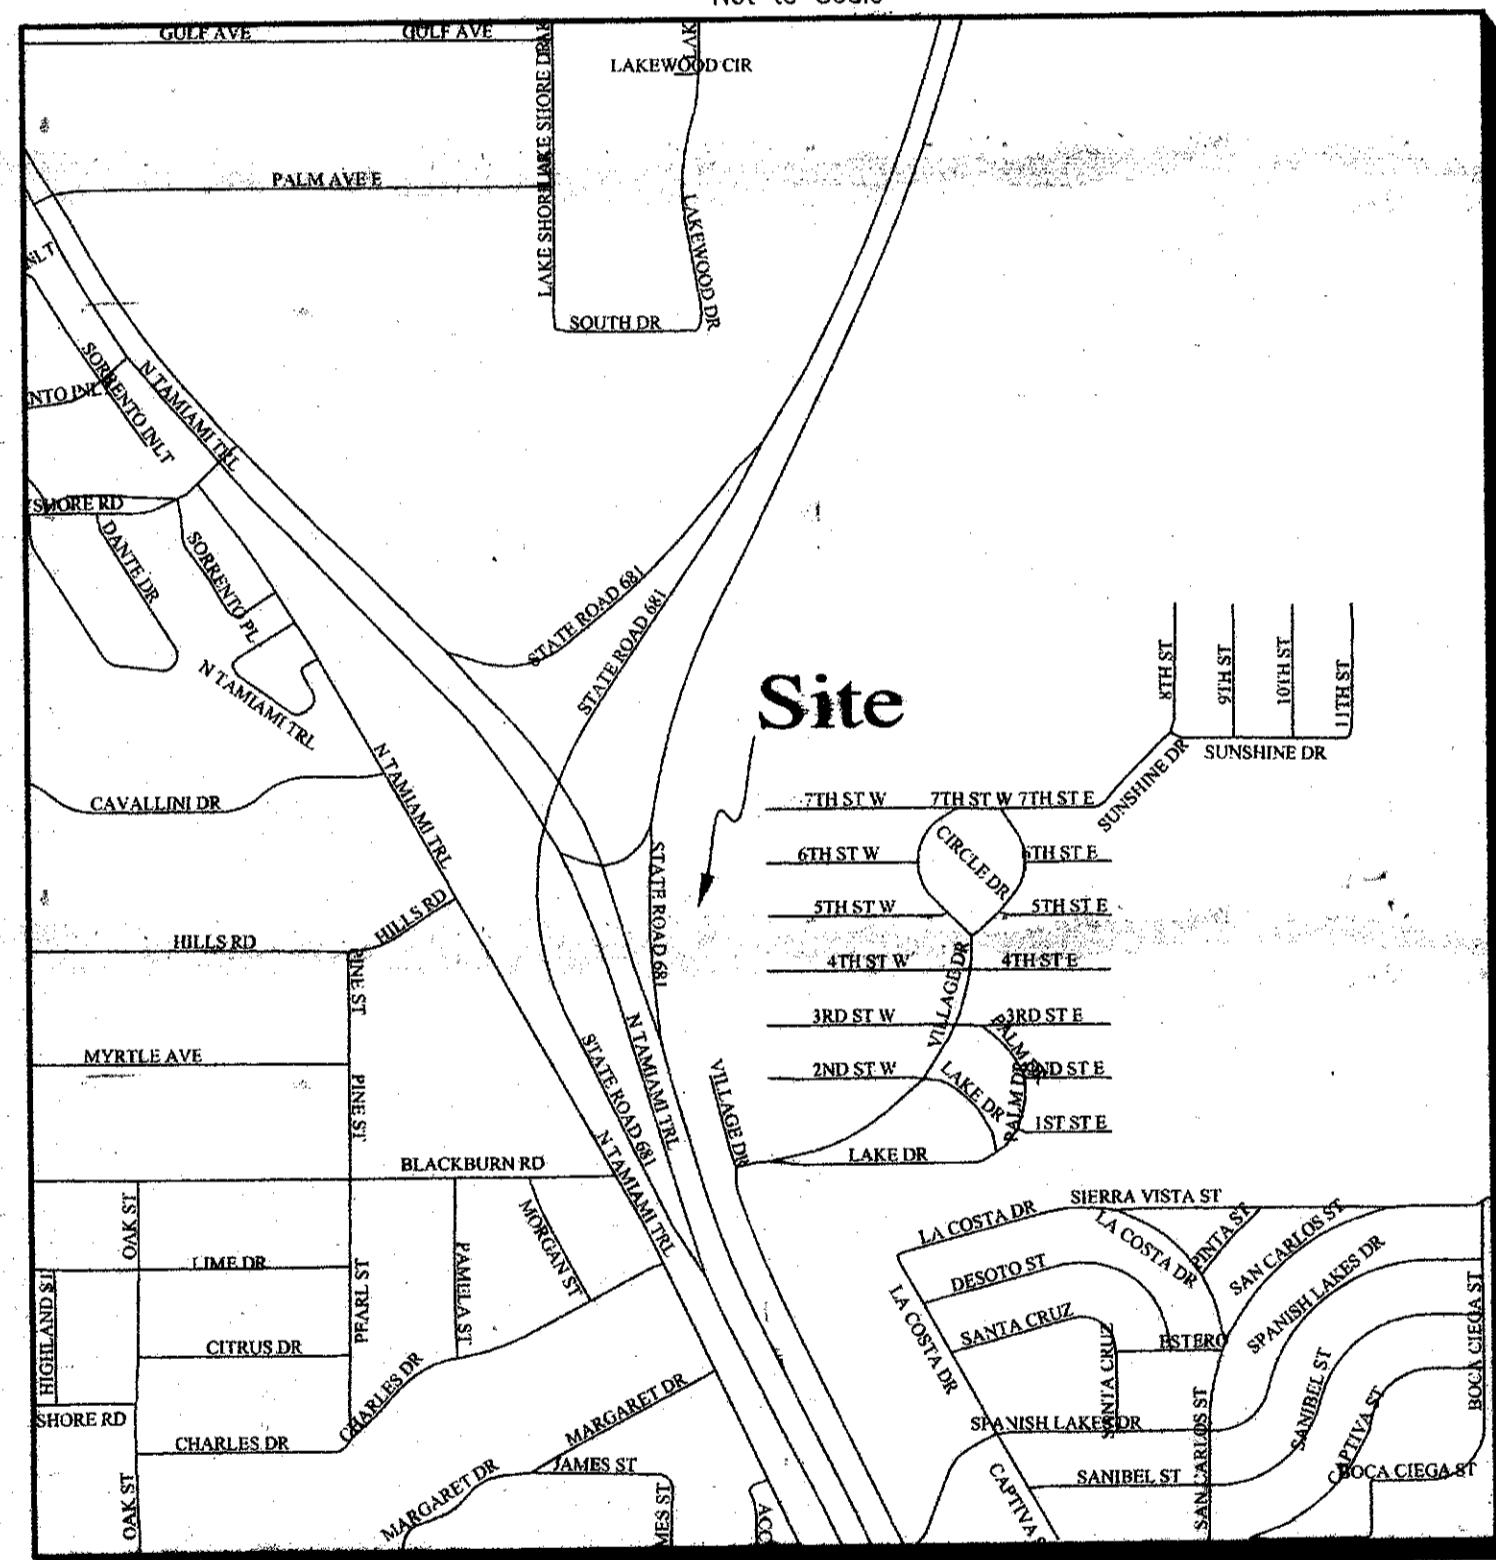 Not to Scale
GULF AVE
GULF AVE
LAKEWOOD CIR
LAKE SHORE DR
LAKE SHORE
PALM AVE E
LAKEWOOD DR
SOUTH DR
SORRENTO INLT
N TAMIAMI TRL
DANTE DR
SORRENTO PL
N TAMIAMI TRL
STATE ROAD 681
STATE ROAD 681
Site
8TH ST
9TH ST
10TH ST
11TH ST
SUNSHINE DR
SUNSHINE DR
CAVALLINI DR
N TAMIAMI TRL
7TH ST W
7TH ST W
7TH ST E
6TH ST W
CIRCLE DR
6TH ST E
STATE ROAD 681
5TH ST W
5TH ST E
HILLS RD
HILLS RD
4TH ST W
4TH ST E
VILLAGE DR
PINE ST
3RD ST W
3RD ST E
MYRTLE AVE
PINE ST
STATE ROAD 681
N TAMIAMI TRL
VILLAGE DR
2ND ST W
LAKE DR
PALM DR
2ND ST E
1ST ST E
LAKE DR
BLACKBURN RD
N TAMIAMI TRL
OAK ST
LIME DR
PEARL ST
PAMELA ST
MORGAN ST
HIGHLAND ST
CITRUS DR
CHARLES DR
SHORE RD
CHARLES DR
MARGARET DR
OAK ST
MARGARET DR
JAMES ST
SIERRA VISTA ST
LA COSTA DR
LA COSTA DR
PINTA ST
SAN CARLOS ST
DESOTO ST
SPANISH LAKES DR
LA COSTA DR
SANTA CRUZ
SANTA CRUZ
ESTERO
BOCA CIEGA ST
SANIBEL ST
CAPTIVA ST
SPANISH LAKES DR
SAN CARLOS ST
SANIBEL ST
BOCA CIEGA ST
CAPTIVA S